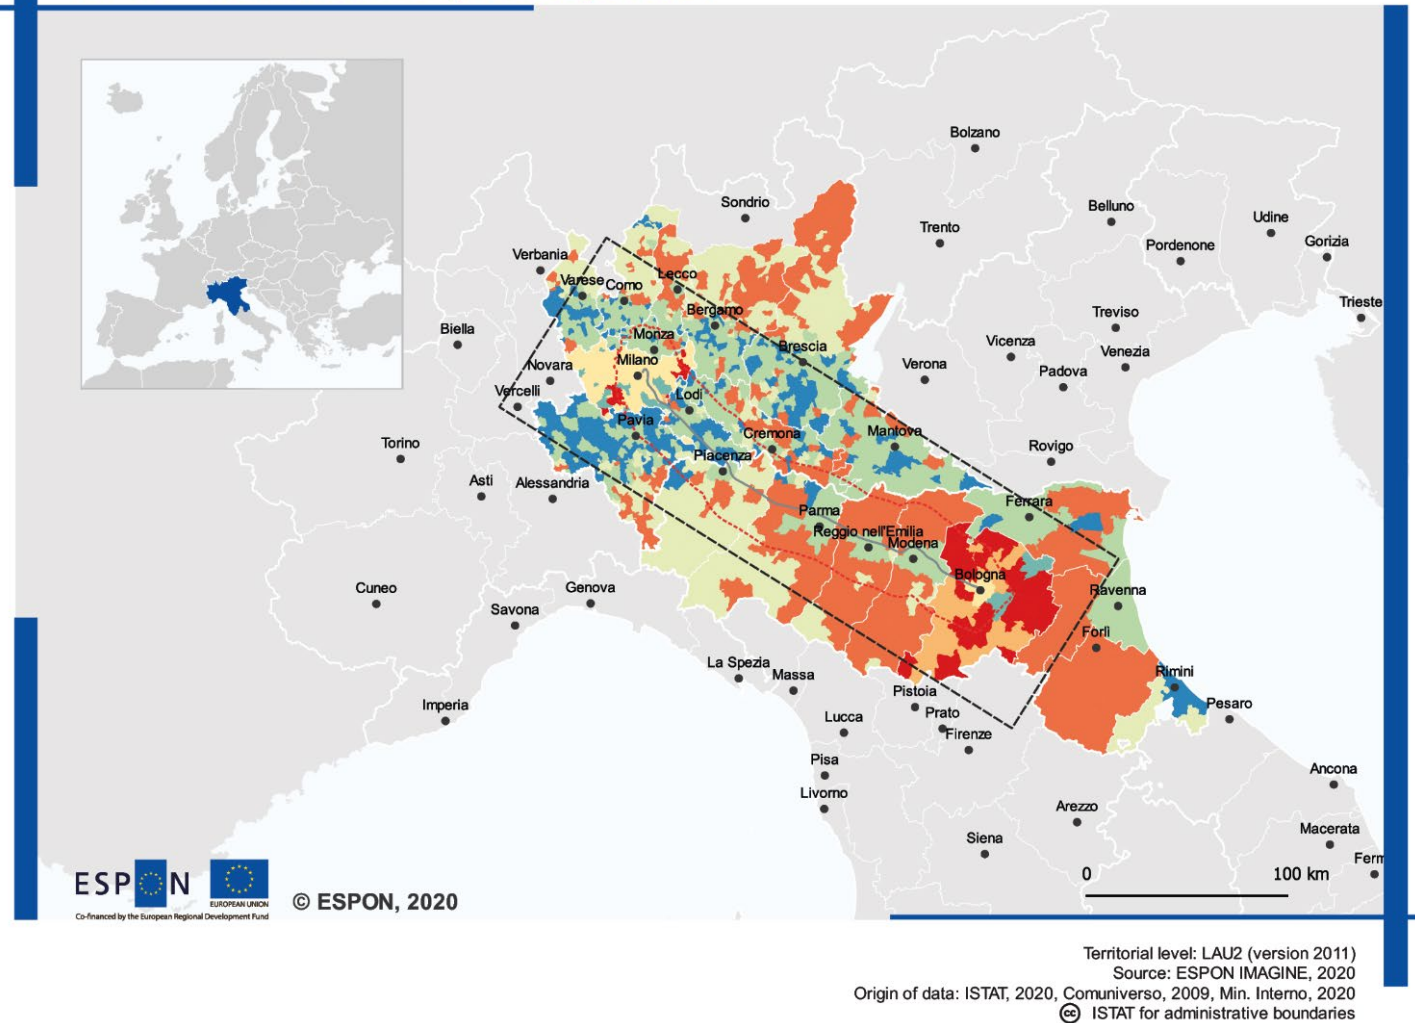 Bolzano
Sondrio
Belluno
Udine
Trento
Pordenone
Gorizia
Verbania
Varese
Como
Lecco
Trieste
Bergamo
Treviso
Biella
Monza
Brescia
Vicenza
Venezia
Milano
Novara
Verona
Padova
Vercelli
Lodi
Pavia
Torino
Cremona
Mantova
Rovigo
Piacenza
Asti
Alessandria
Parma
Ferrara
Reggio nell'Emilia
Modena
Bologna
Cuneo
Genova
Ravenna
Savona
Forlì
La Spezia
Massa
Rimini
Imperia
Pistoia
Pesaro
Lucca
Prato
Firenze
Pisa
Ancona
Livorno
Arezzo
Macerata
Siena
Ferm
0 100 km
ESPON
EUROPEAN UNION
Co-financed by the European Regional Development Fund
© ESPON, 2020
Territorial level: LAU2 (version 2011)
Source: ESPON IMAGINE, 2020
Origin of data: ISTAT, 2020, Comuniverso, 2009, Min. Interno, 2020
cc ISTAT for administrative boundaries